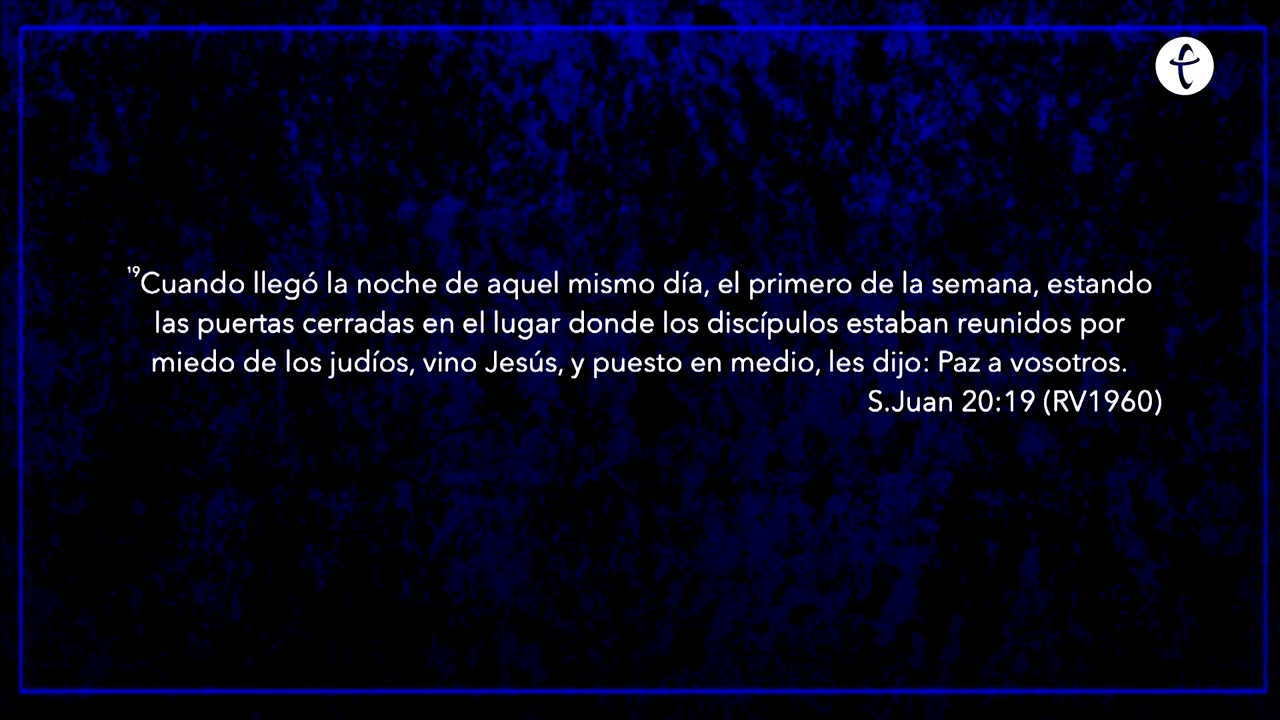 ¹⁹Cuando llegó la noche de aquel mismo día, el primero de la semana, estando
las puertas cerradas en el lugar donde los discípulos estaban reunidos por
miedo de los judíos, vino Jesús, y puesto en medio, les dijo: Paz a vosotros.
S.Juan 20:19 (RV1960)